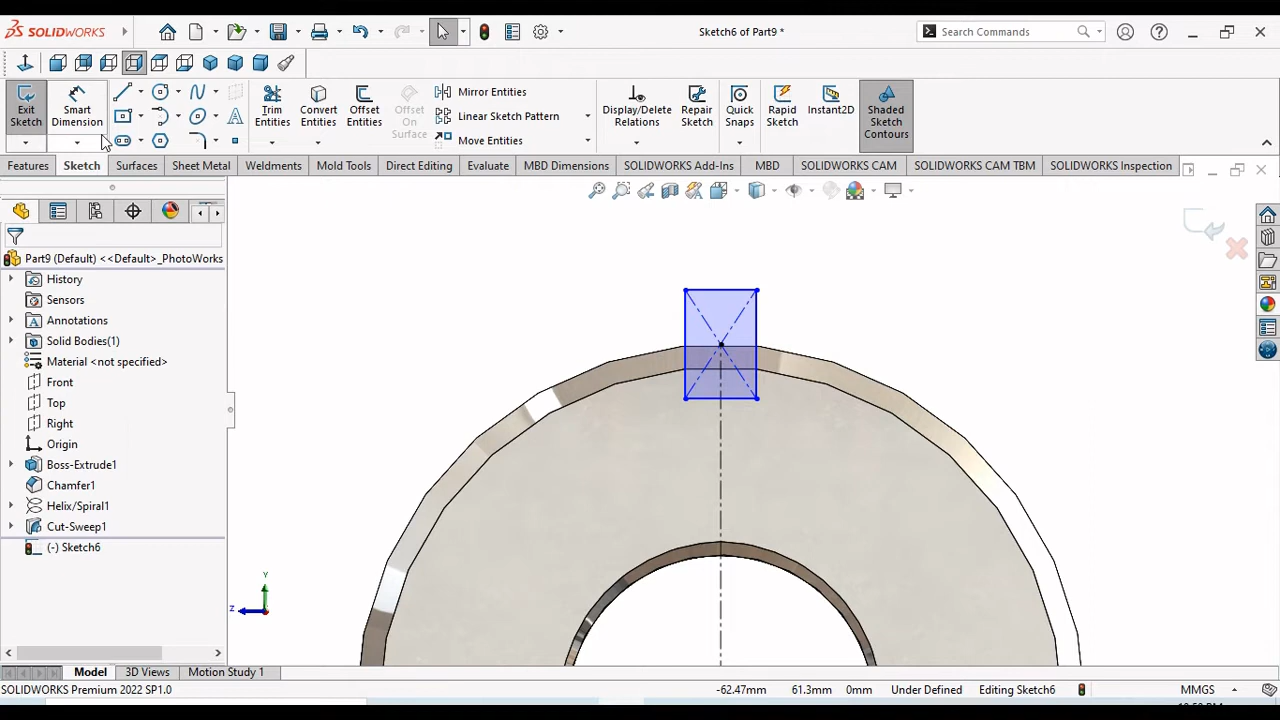 SOLIDWORKS
Sketch6 of Part9 *
Search Commands
Exit Sketch
Smart Dimension
Trim Entities
Convert Entities
Offset Entities
Offset On Surface
Mirror Entities
Linear Sketch Pattern
Move Entities
Display/Delete Relations
Repair Sketch
Quick Snaps
Rapid Sketch
Instant2D
Shaded Sketch Contours
Features Sketch Surfaces Sheet Metal Weldments Mold Tools Direct Editing Evaluate MBD Dimensions SOLIDWORKS Add-Ins MBD SOLIDWORKS CAM SOLIDWORKS CAM TBM SOLIDWORKS Inspection
Part9 (Default) <<Default>_PhotoWorks
History
Sensors
Annotations
Solid Bodies(1)
Material <not specified>
Front
Top
Right
Origin
Boss-Extrude1
Chamfer1
Helix/Spiral1
Cut-Sweep1
(-) Sketch6
Y
Z
Model 3D Views Motion Study 1
SOLIDWORKS Premium 2022 SP1.0 -62.47mm 61.3mm 0mm Under Defined Editing Sketch6 MMGS